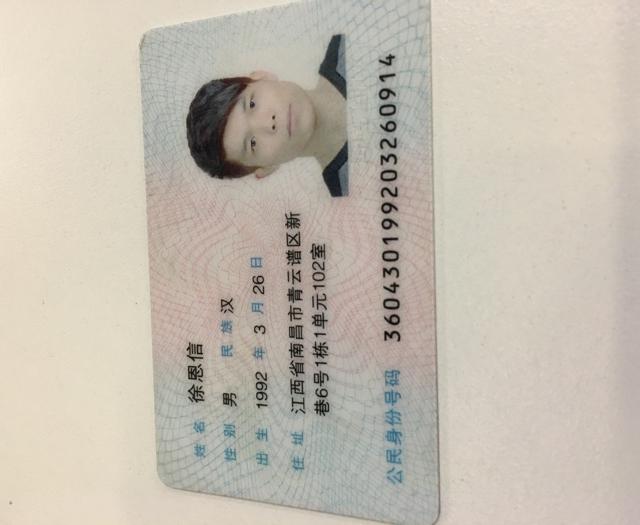 姓名 徐恩信
性别 男 民族 汉
出生 1992 年 3 月 26 日
住址 江西省南昌市青云谱区新
巷6号1栋1单元102室
公民身份号码 360430199203260914